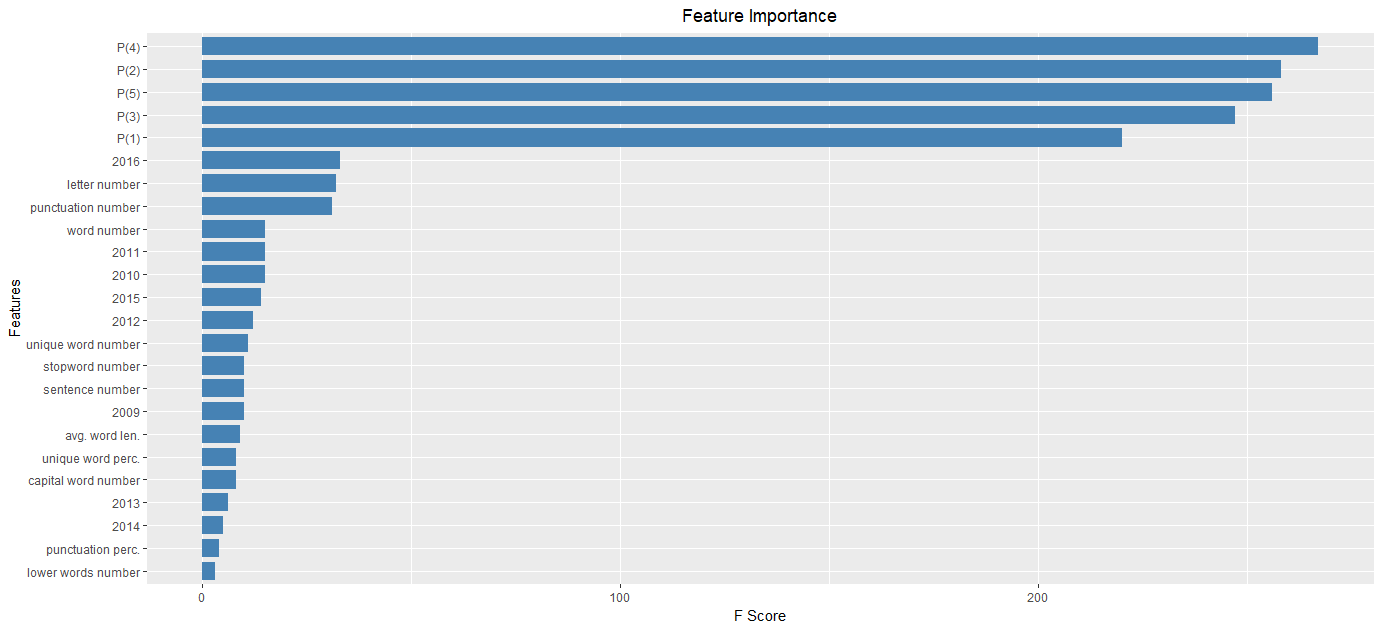 Feature Importance
P(4)
P(2)
P(5)
P(3)
P(1)
2016
letter number
punctuation number
word number
2011
2010
2015
2012
unique word number
stopword number
sentence number
2009
avg. word len.
unique word perc.
capital word number
2013
2014
punctuation perc.
lower words number
Features
0 100 200
F Score